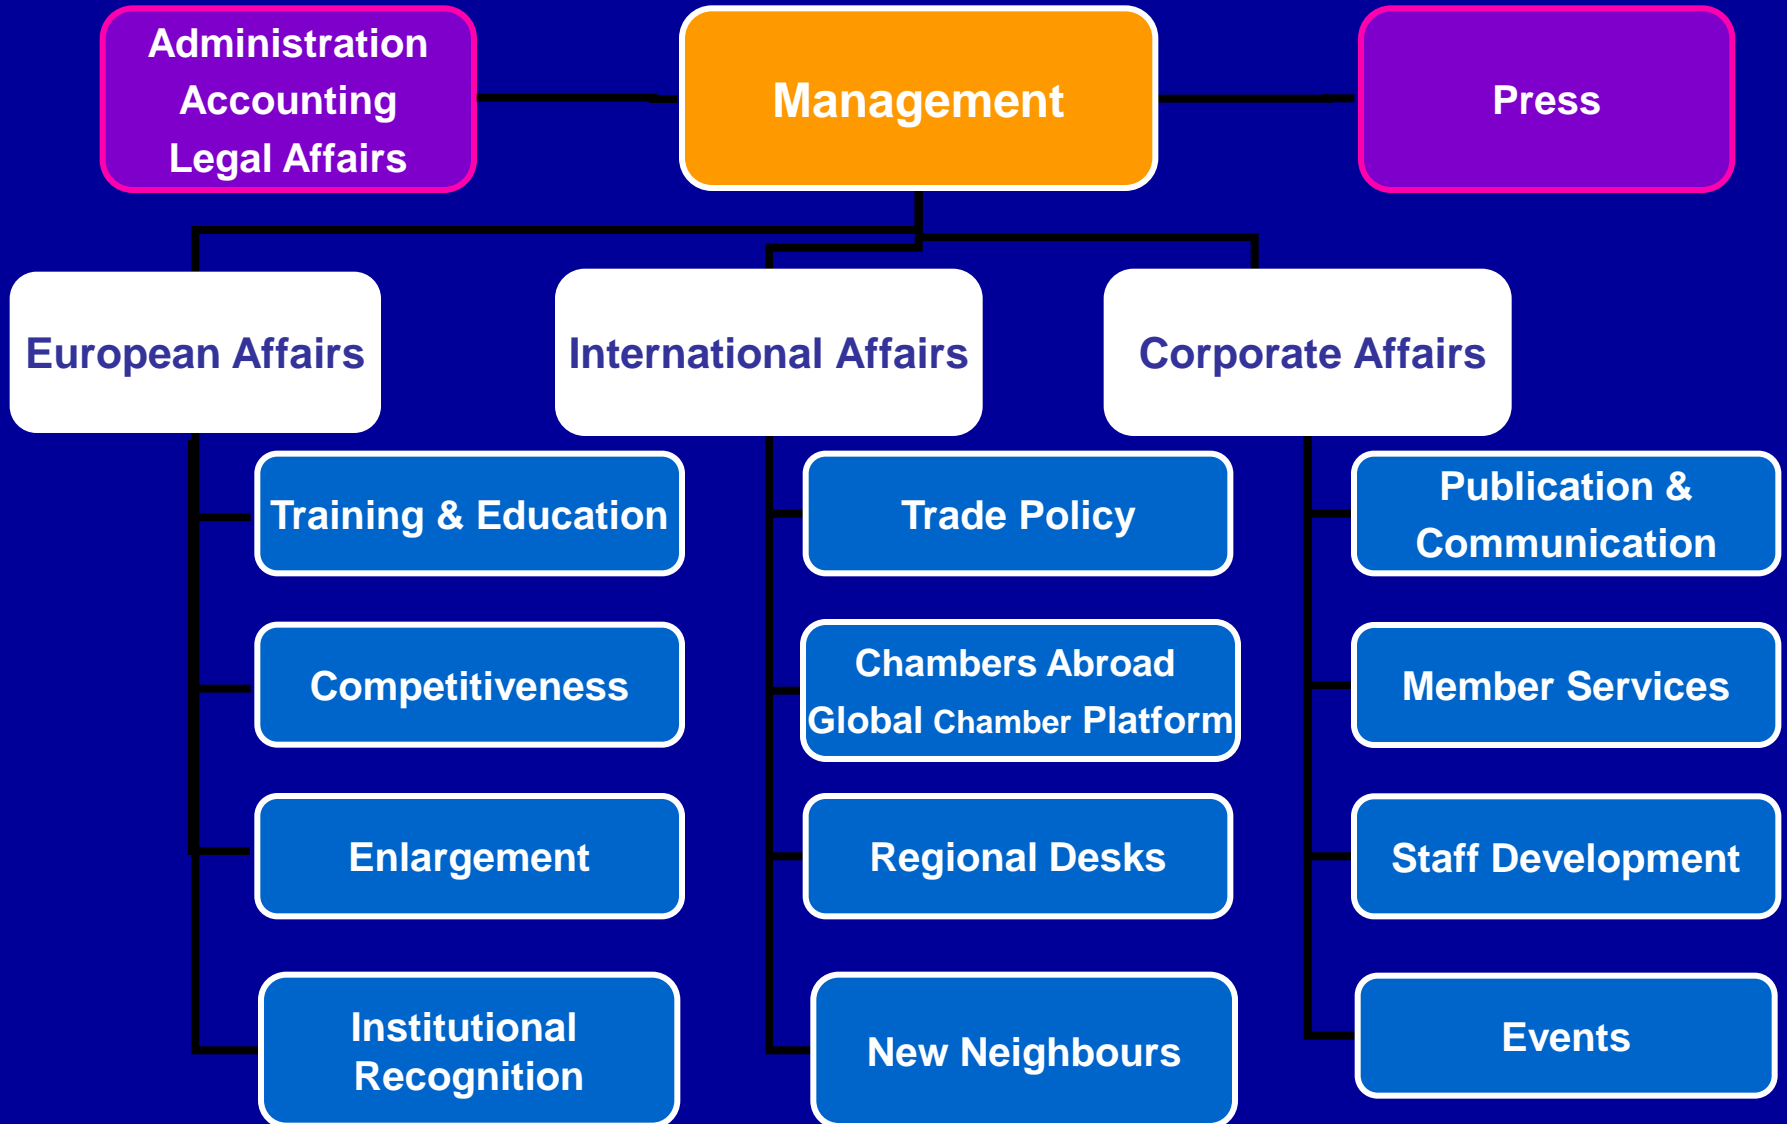 Administration
Accounting
Legal Affairs
Management
Press
European Affairs
International Affairs
Corporate Affairs
Training & Education
Trade Policy
Publication &
Communication
Competitiveness
Chambers Abroad
Global Chamber Platform
Member Services
Enlargement
Regional Desks
Staff Development
Institutional
Recognition
New Neighbours
Events